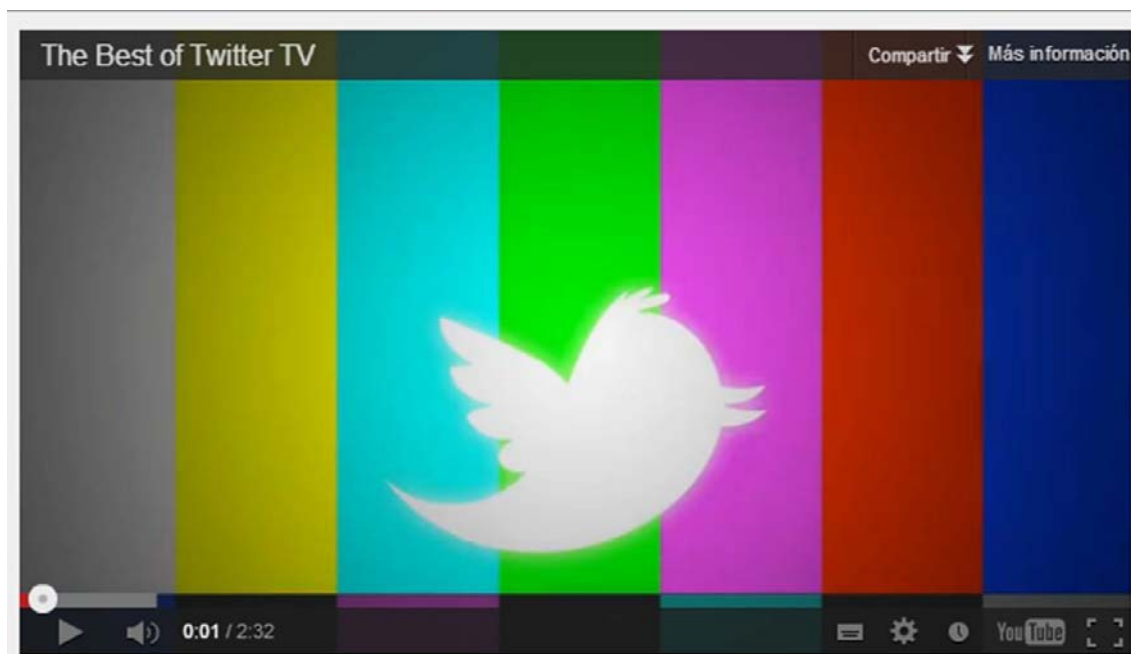 The Best of Twitter TV
Compartir
Más información
0:01 / 2:32
YouTube